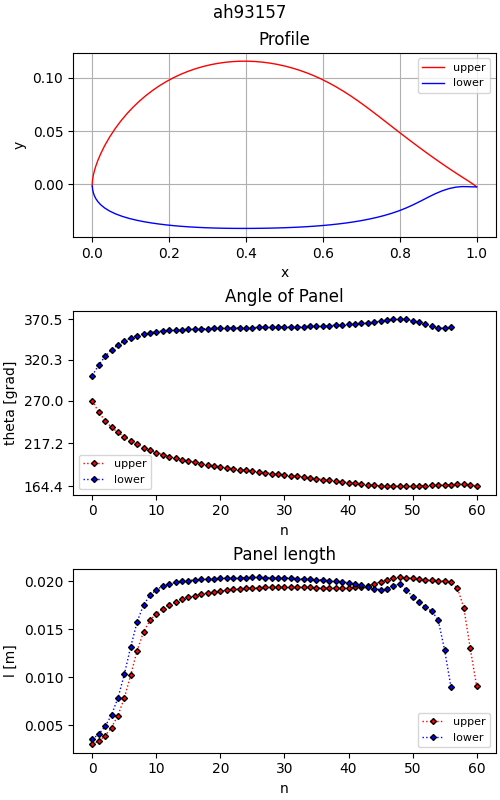 ah93157
Profile
0.10
0.05
0.00
y
upper
lower
0.0 0.2 0.4 0.6 0.8 1.0
x
Angle of Panel
370.5
320.3
270.0
217.2
164.4
theta [grad]
upper
lower
0 10 20 30 40 50 60
n
Panel length
0.020
0.015
0.010
0.005
l [m]
upper
lower
0 10 20 30 40 50 60
n